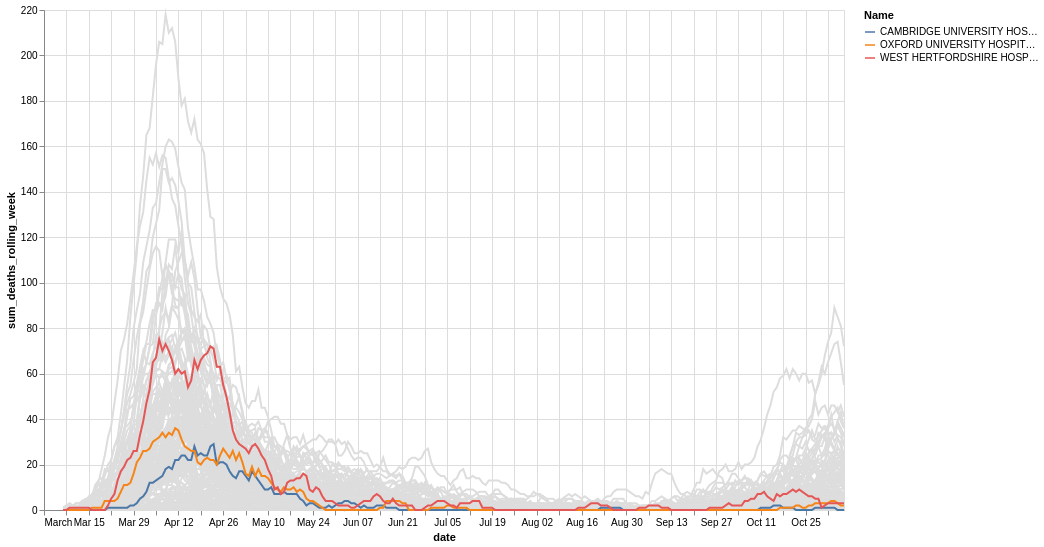 220
200
180
160
140
120
100
80
60
40
20
0
sum_deaths_rolling_week
March Mar 15 Mar 29 Apr 12 Apr 26 May 10 May 24 Jun 07 Jun 21 Jul 05 Jul 19 Aug 02 Aug 16 Aug 30 Sep 13 Sep 27 Oct 11 Oct 25
date
Name
CAMBRIDGE UNIVERSITY HOS…
OXFORD UNIVERSITY HOSPIT…
WEST HERTFORDSHIRE HOSP…